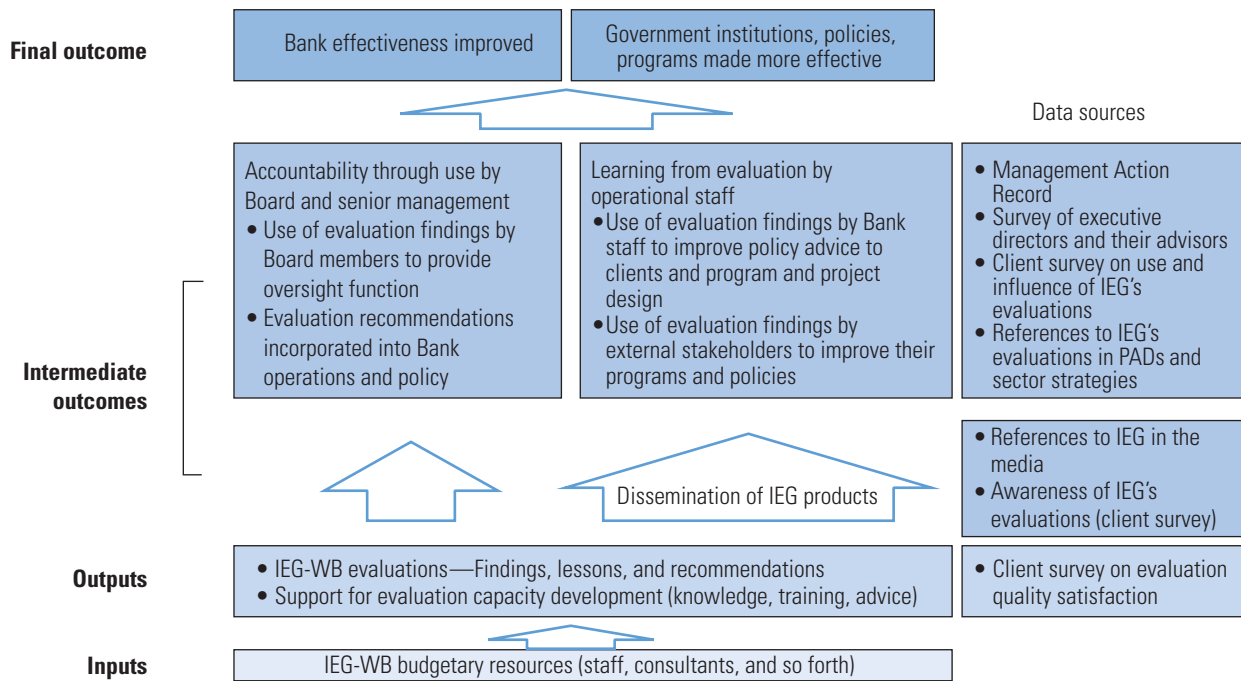 Final outcome
Bank effectiveness improved
Government institutions, policies,
programs made more effective
Data sources
Intermediate
outcomes
Accountability through use by
Board and senior management
• Use of evaluation findings by
Board members to provide
oversight function
• Evaluation recommendations
incorporated into Bank
operations and policy
Learning from evaluation by
operational staff
• Use of evaluation findings by Bank
staff to improve policy advice to
clients and program and project
design
• Use of evaluation findings by
external stakeholders to improve their
programs and policies
• Management Action
Record
• Survey of executive
directors and their advisors
• Client survey on use and
influence of IEG's
evaluations
• References to IEG's
evaluations in PADs and
sector strategies
Dissemination of IEG products
• References to IEG in the
media
• Awareness of IEG's
evaluations (client survey)
Outputs
• IEG-WB evaluations—Findings, lessons, and recommendations
• Support for evaluation capacity development (knowledge, training, advice)
• Client survey on evaluation
quality satisfaction
Inputs
IEG-WB budgetary resources (staff, consultants, and so forth)